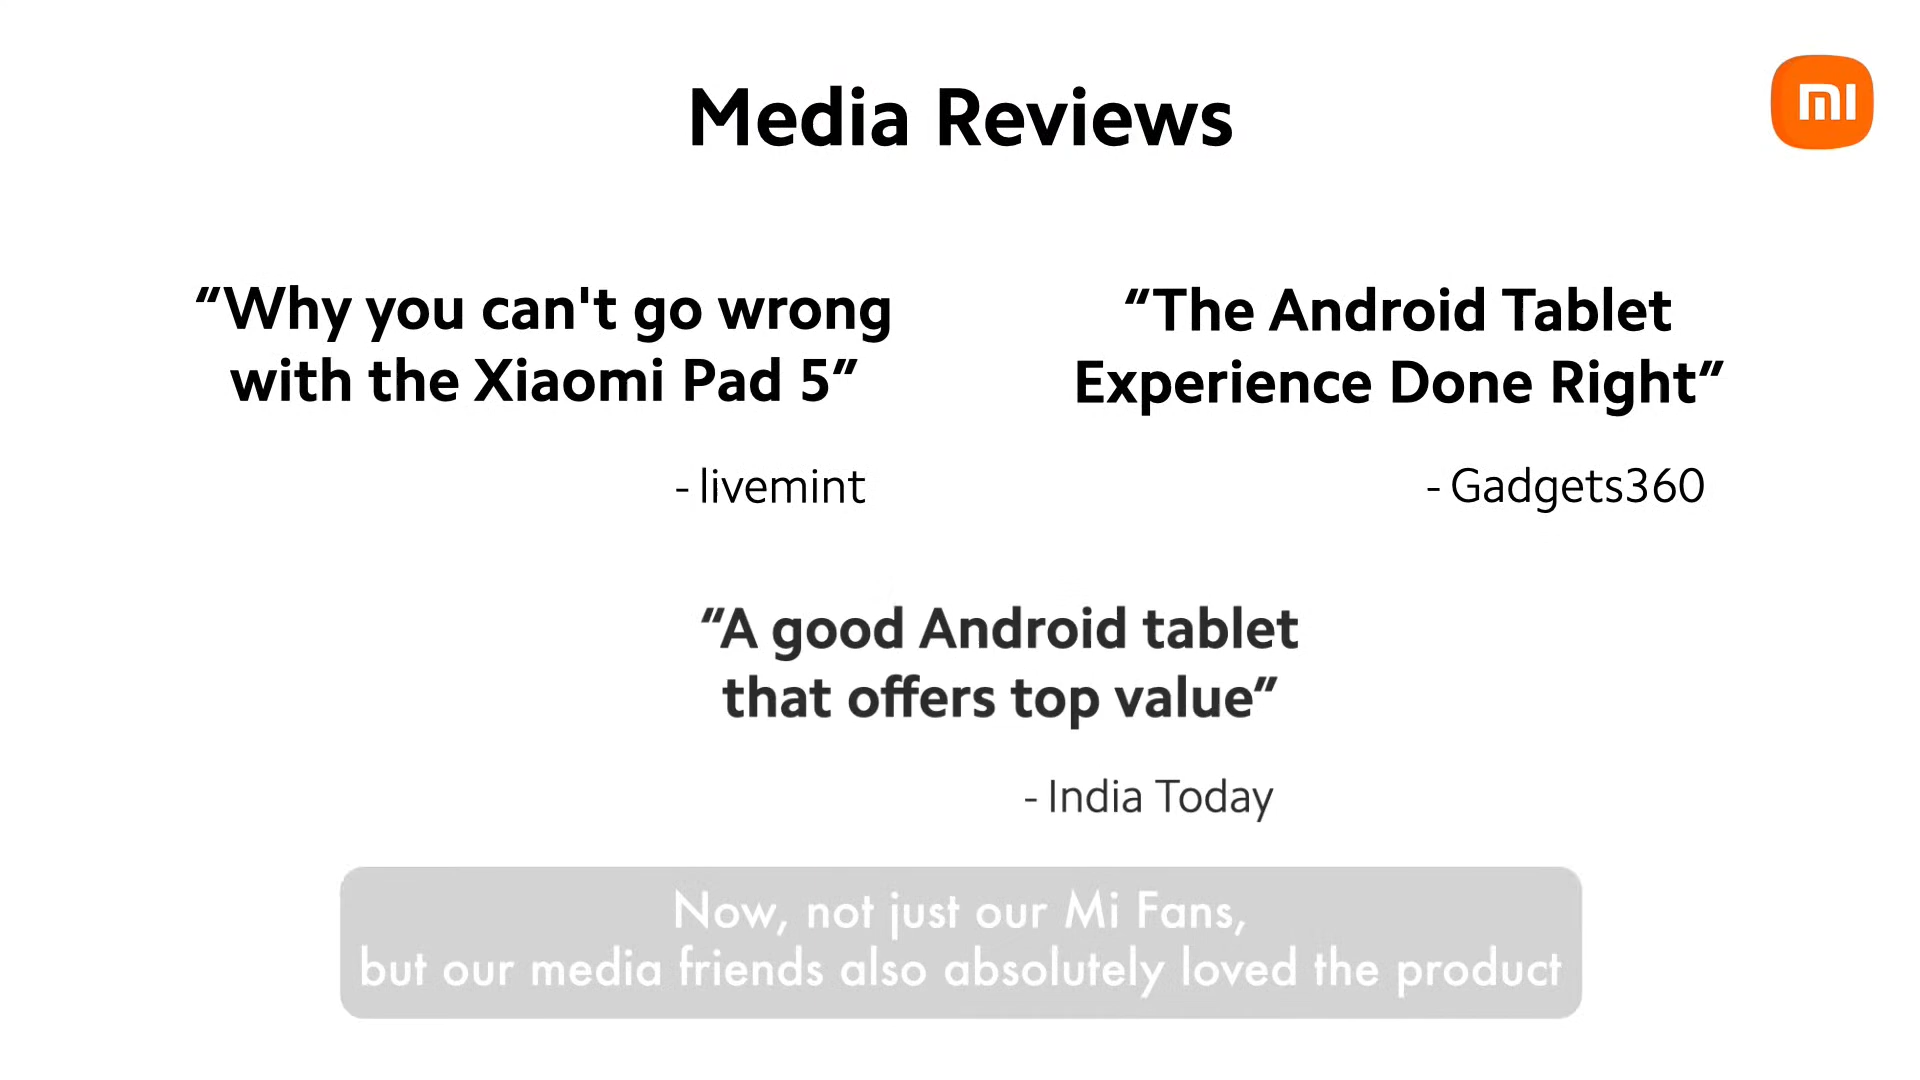 Media Reviews
mi
“Why you can't go wrong
with the Xiaomi Pad 5”
- livemint
“The Android Tablet
Experience Done Right”
- Gadgets360
“A good Android tablet
that offers top value”
- India Today
Now, not just our Mi Fans,
but our media friends also absolutely loved the product